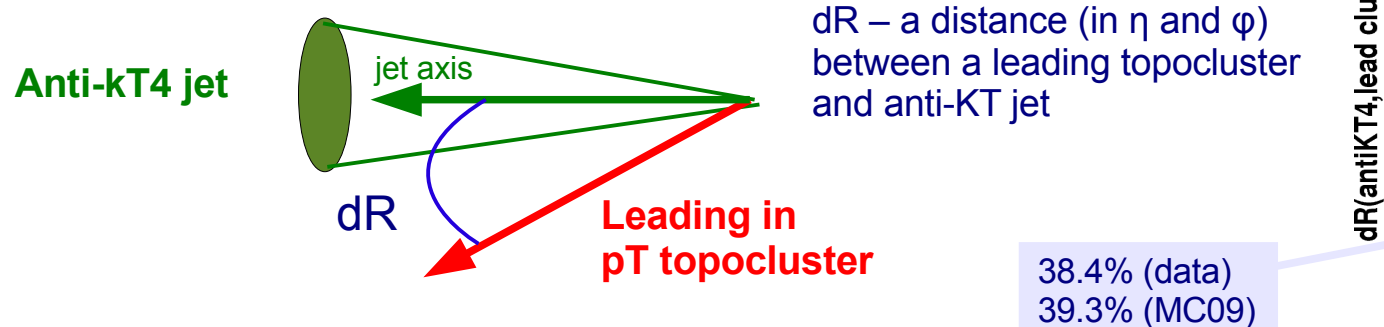 Anti-kT4 jet
jet axis
dR
Leading in
pT topocluster
dR – a distance (in η and φ)
between a leading topocluster
and anti-KT jet
38.4% (data)
39.3% (MC09)
dR(antiKT4,lead